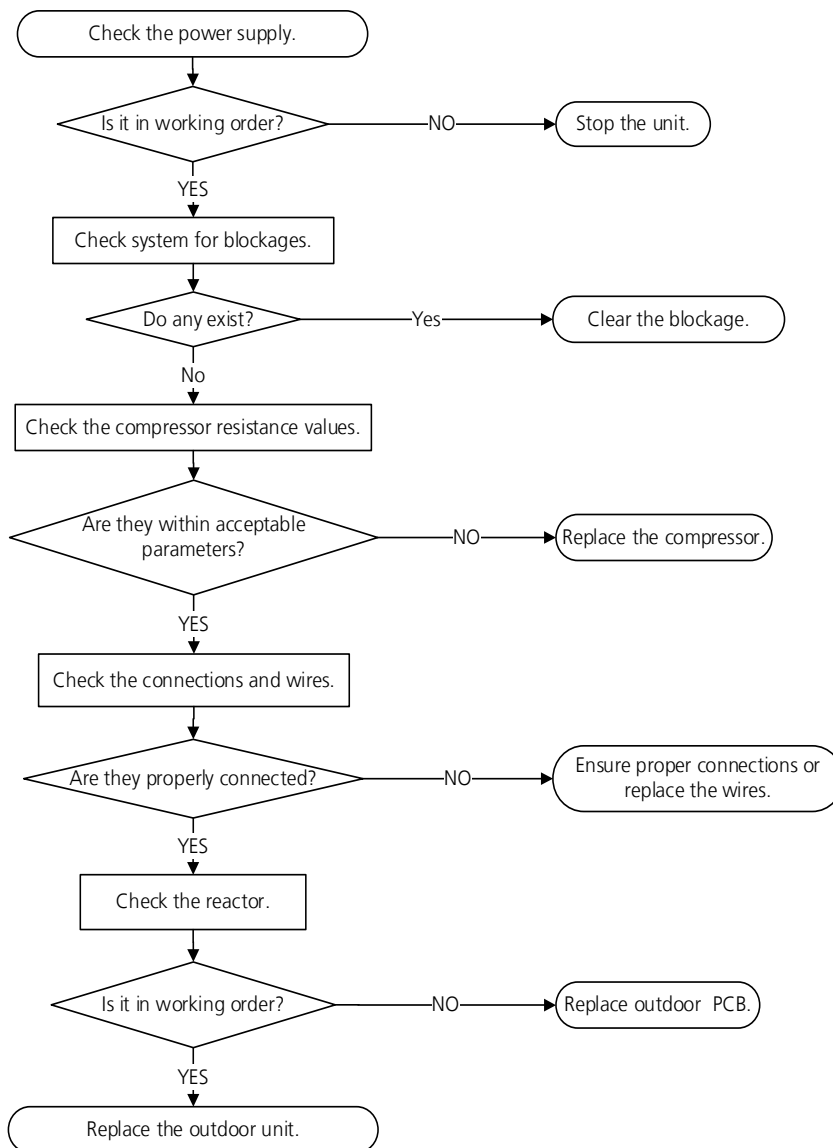 Check the power supply.
Is it in working order?
NO
Stop the unit.
YES
Check system for blockages.
Do any exist?
Yes
Clear the blockage.
No
Check the compressor resistance values.
Are they within acceptable
parameters?
NO
Replace the compressor.
YES
Check the connections and wires.
Are they properly connected?
NO
Ensure proper connections or
replace the wires.
YES
Check the reactor.
Is it in working order?
NO
Replace outdoor PCB.
YES
Replace the outdoor unit.